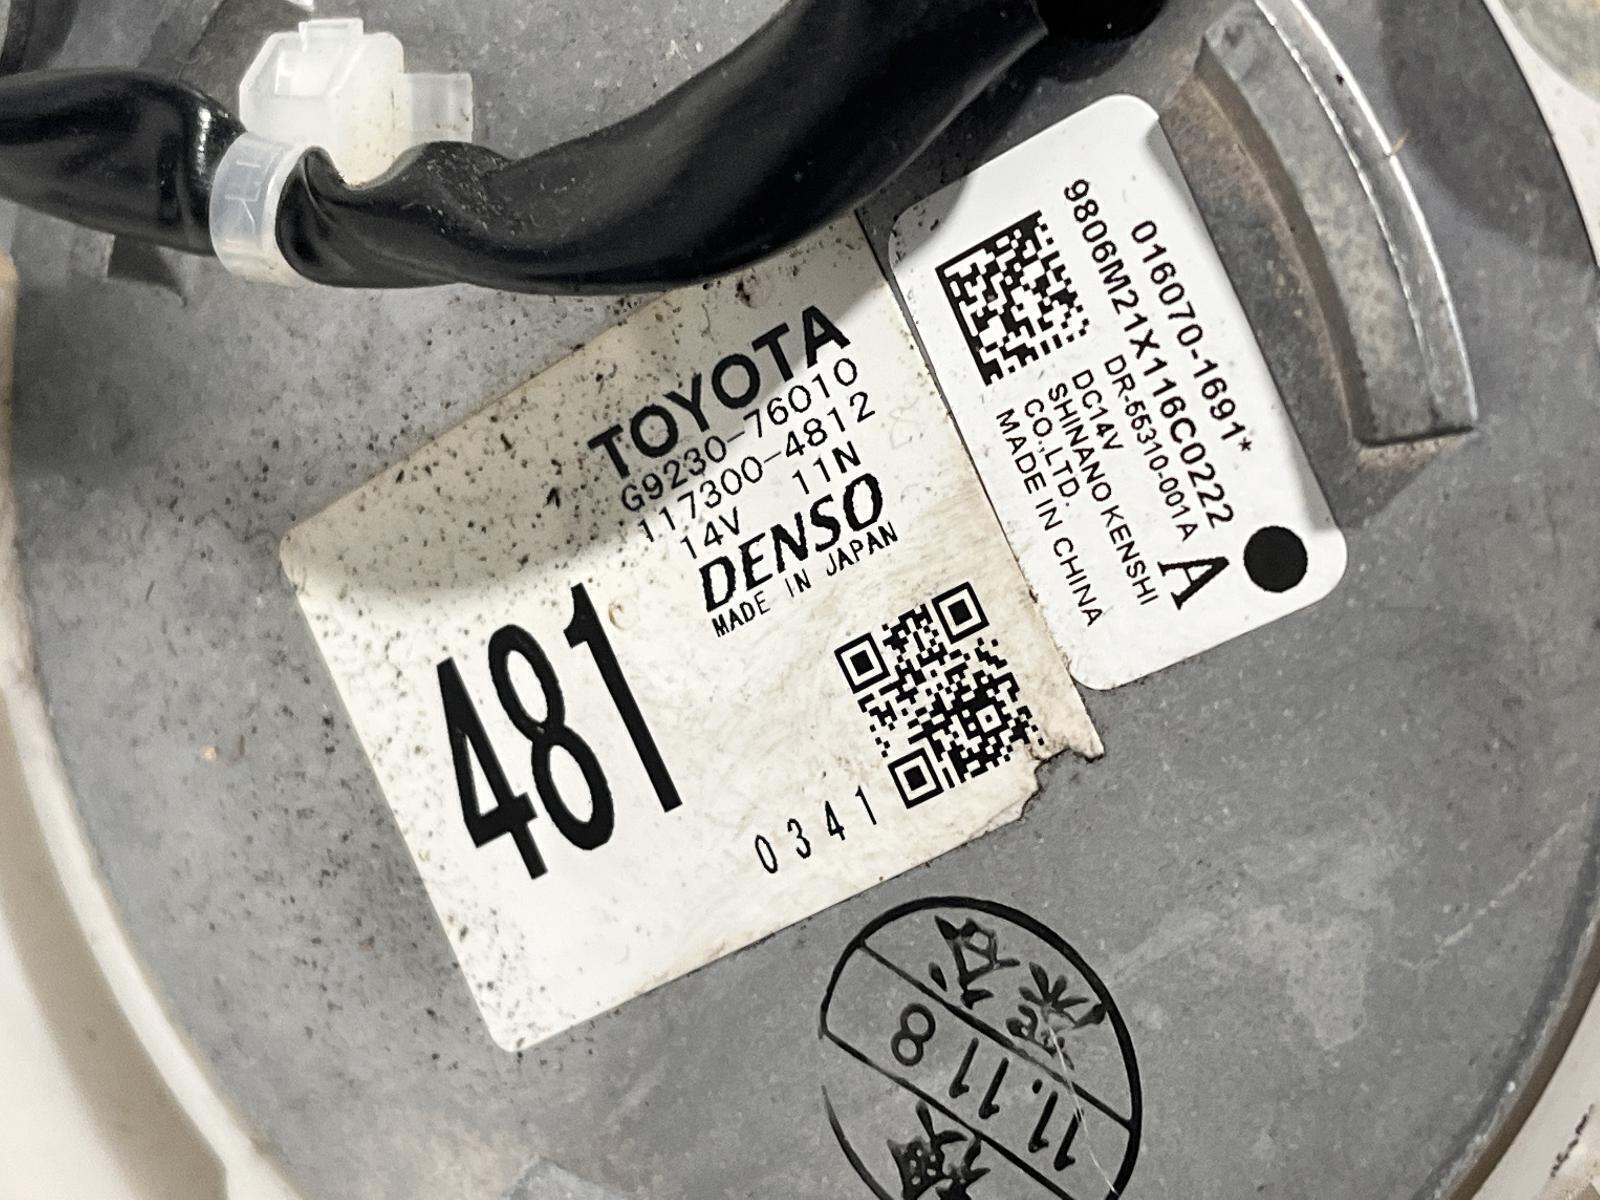 TOYOTA
G9230-76010
117300-4812
14V 11N
DENSO
MADE IN JAPAN
481
0341
016070-1691*
9806M21X116C0222
DR-55310-001A
DC14V
SHINANO KENSHI
CO.,LTD.
MADE IN CHINA
A
11.11.8